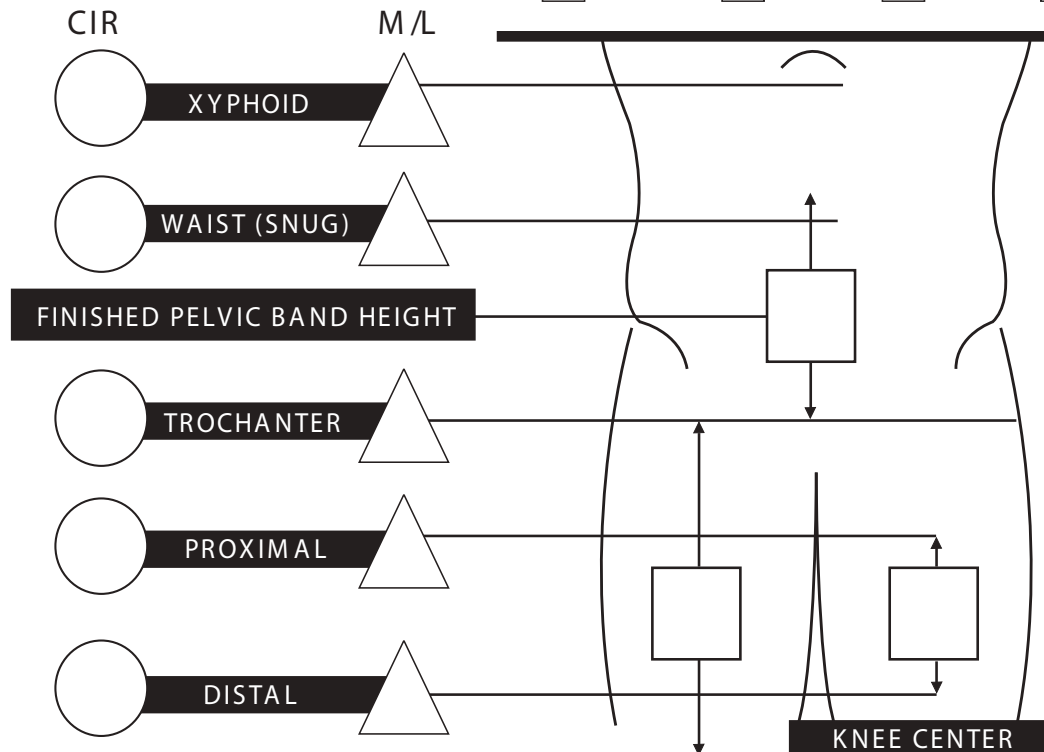 CIR M/L
XYPHOID
WAIST (SNUG)
FINISHED PELVIC BAND HEIGHT
TROCHANTER
PROXIMAL
DISTAL
KNEE CENTER